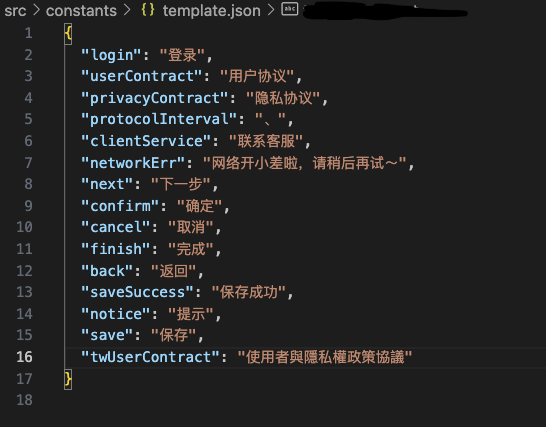 src > constants > {} template.json > abc
1 {
2 "login": "登录",
3 "userContract": "用户协议",
4 "privacyContract": "隐私协议",
5 "protocolInterval": "、",
6 "clientService": "联系客服",
7 "networkErr": "网络开小差啦，请稍后再试～",
8 "next": "下一步",
9 "confirm": "确定",
10 "cancel": "取消",
11 "finish": "完成",
12 "back": "返回",
13 "saveSuccess": "保存成功",
14 "notice": "提示",
15 "save": "保存",
16 "twUserContract": "使用者與隱私權政策協議"
17 }
18